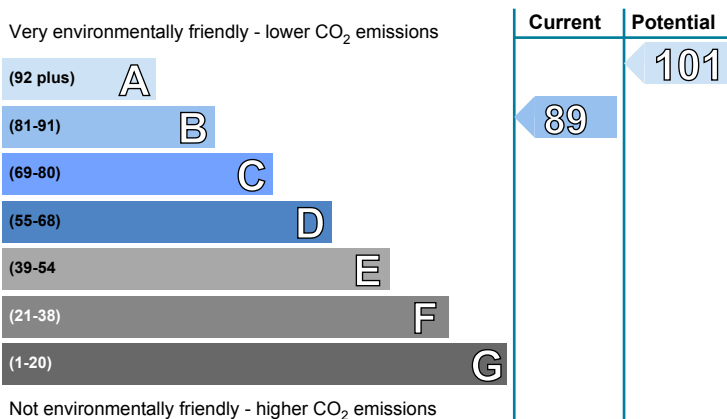 Current Potential
Very environmentally friendly - lower CO2 emissions
(92 plus) A 101
(81-91) B 89
(69-80) C
(55-68) D
(39-54 E
(21-38) F
(1-20) G
Not environmentally friendly - higher CO2 emissions